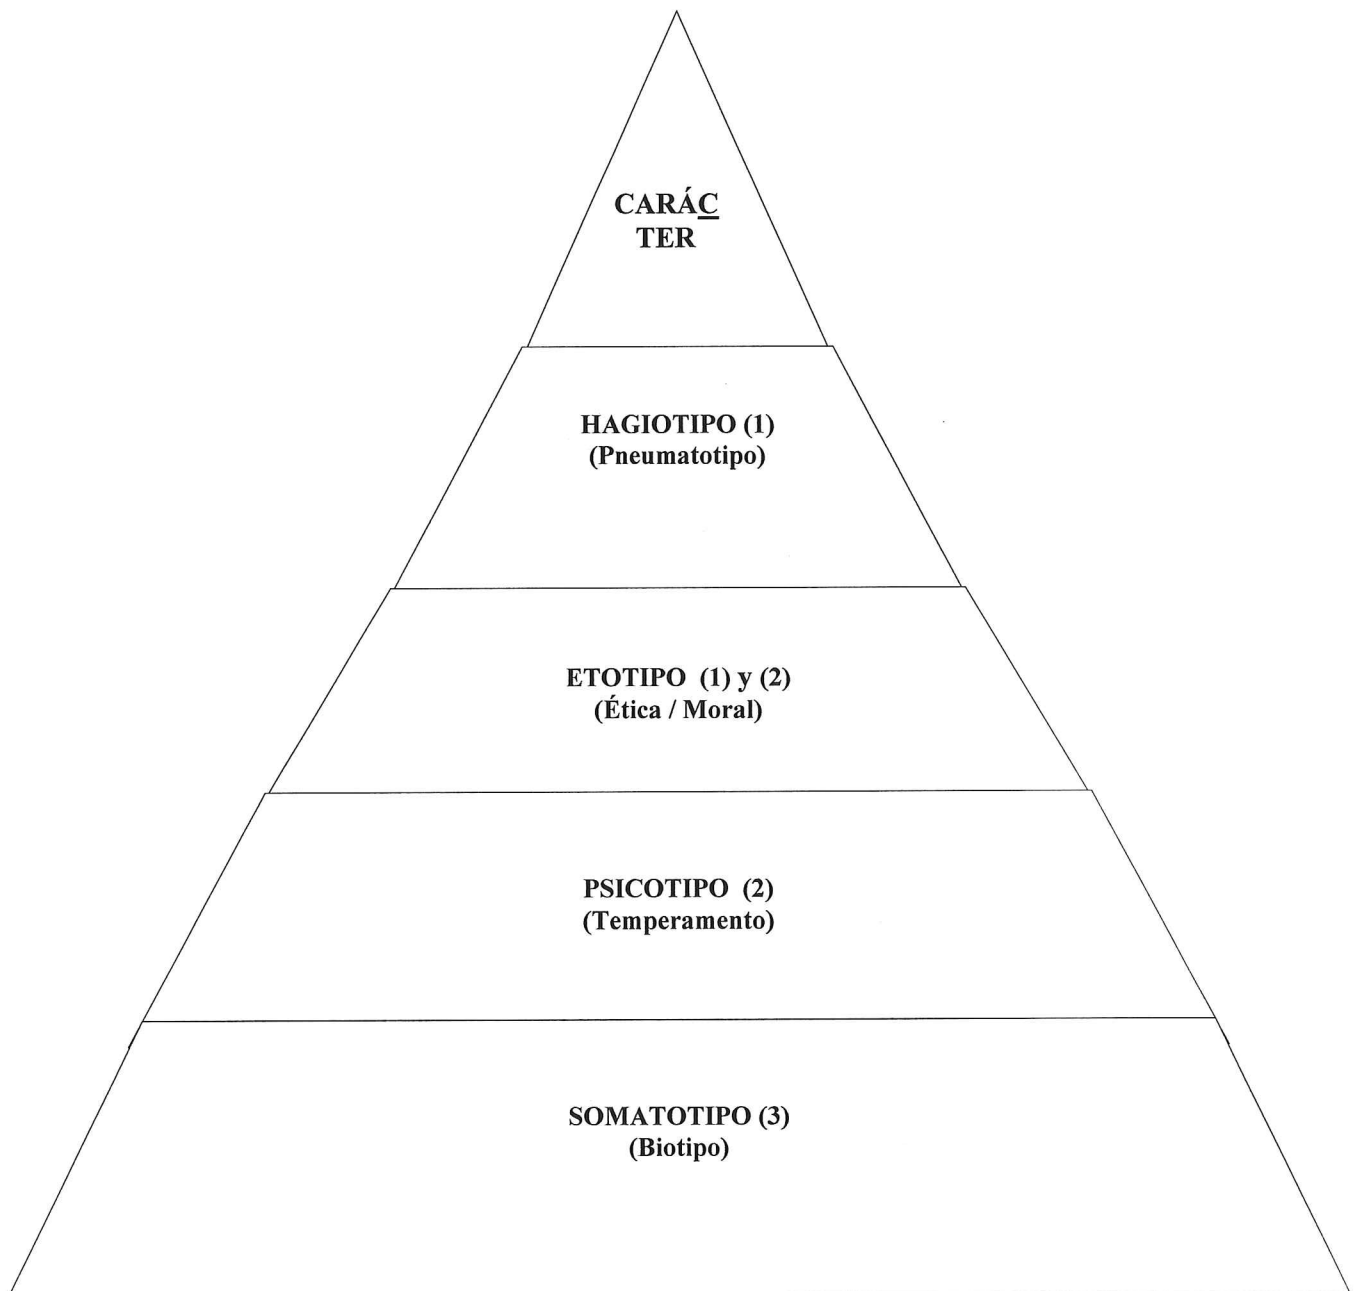 CARÁC
TER
HAGIOTIPO (1)
(Pneumatotipo)
ETOTIPO (1) y (2)
(Ética / Moral)
PSICOTIPO (2)
(Temperamento)
SOMATOTIPO (3)
(Biotipo)